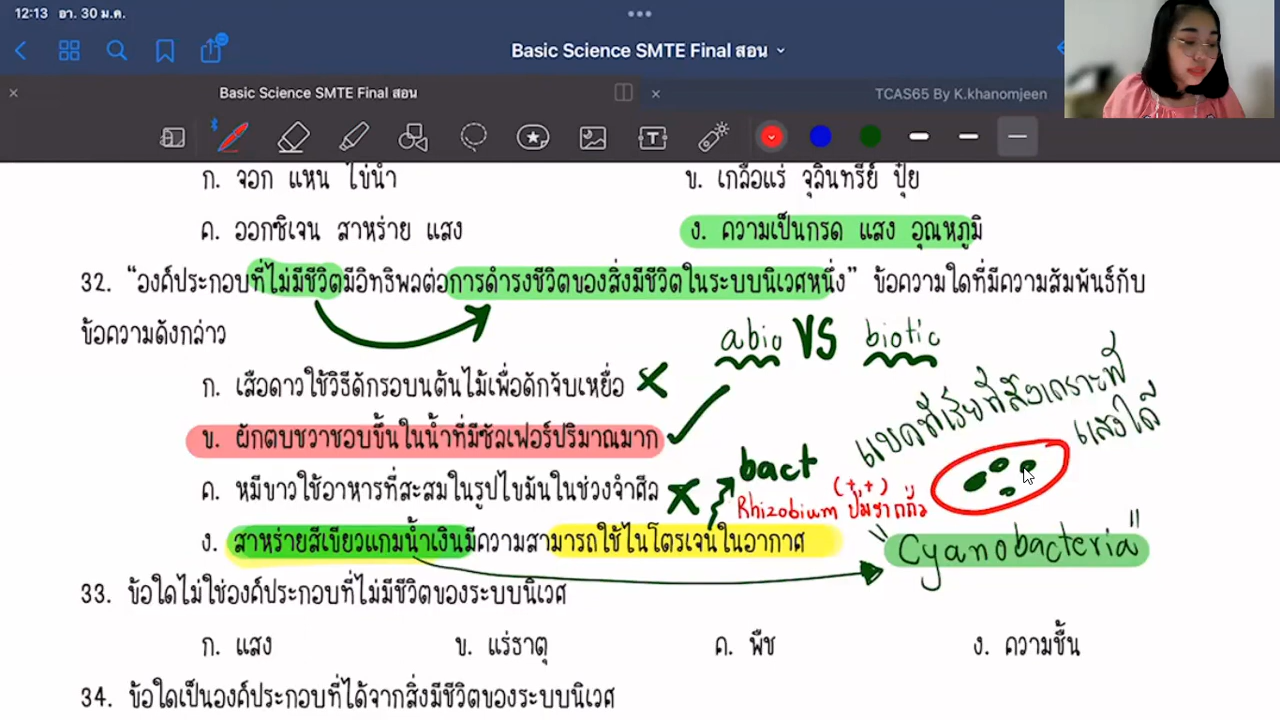 12:13 อา. 30 ม.ค.
Basic Science SMTE Final สอน
Basic Science SMTE Final สอน
TCAS65 By K.khanomjeen
ก. จอก แหน ไข่น้ำ
ข. เกลือแร่ จุลินทรีย์ ปุ๋ย
ค. ออกซิเจน สาหร่าย แสง
ง. ความเป็นกรด แสง อุณหภูมิ
32. “องค์ประกอบที่ไม่มีชีวิตมีอิทธิพลต่อการดำรงชีวิตของสิ่งมีชีวิตในระบบนิเวศหนึ่ง” ข้อความใดที่มีความสัมพันธ์กับ
ข้อความดังกล่าว
abio VS biotic
ก. เสือดาวใช้วิธีดักรอบนต้นไม้เพื่อดักจับเหยื่อ
แบคทีเรียที่สังเคราะห์
แสงได้
ข. ผักตบชวาชอบขึ้นในน้ำที่มีซัลเฟอร์ปริมาณมาก
bact
ค. หมีขาวใช้อาหารที่สะสมในรูปไขมันในช่วงจำศีล
(+,+)
Rhizobium ปมรากถั่ว
ง. สาหร่ายสีเขียวแกมน้ำเงินมีความสามารถใช้ไนโตรเจนในอากาศ
"Cyanobacteria"
33. ข้อใดไม่ใช่องค์ประกอบที่ไม่มีชีวิตของระบบนิเวศ
ก. แสง
ข. แร่ธาตุ
ค. พืช
ง. ความชื้น
34. ข้อใดเป็นองค์ประกอบที่ได้จากสิ่งมีชีวิตของระบบนิเวศ